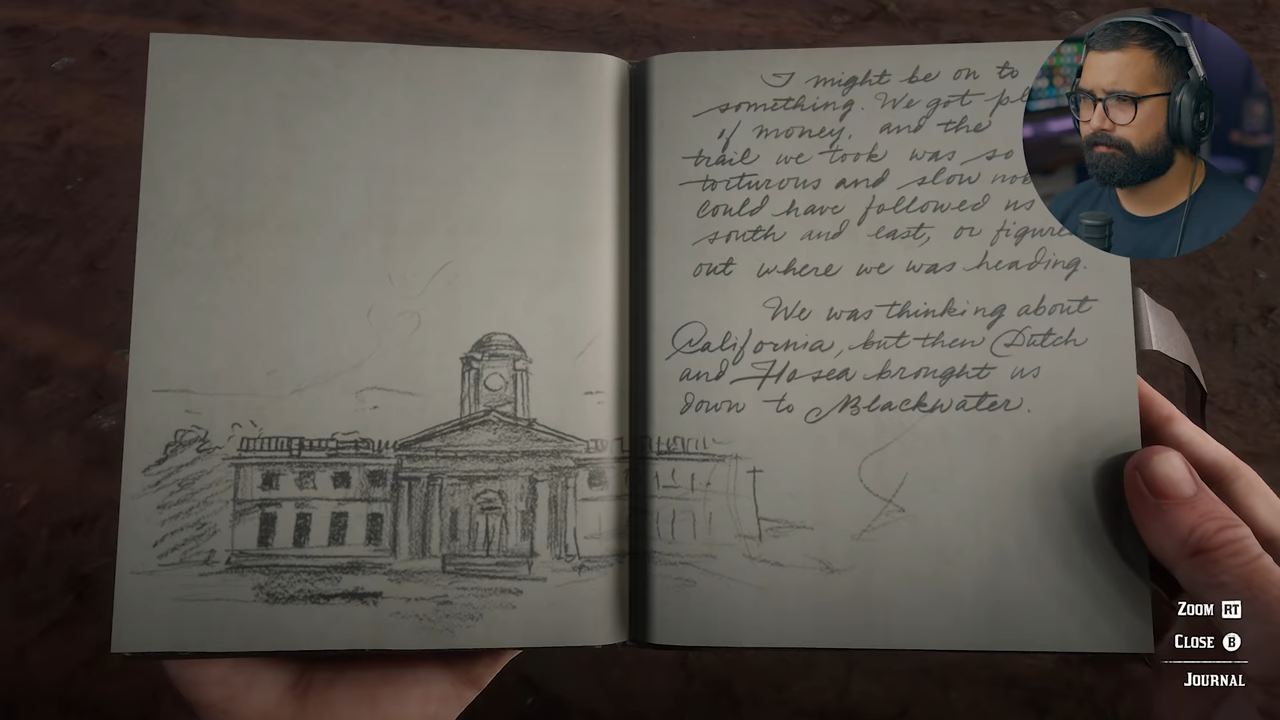 I might be on to
something. We got
of money, and the
trail we took was so
torturous and slow
could have followed us
south and east, or
out where we was heading.
We was thinking about
California, but then Dutch
and Hosea brought us
down to Blackwater.
ZOOM RT
CLOSE B
JOURNAL